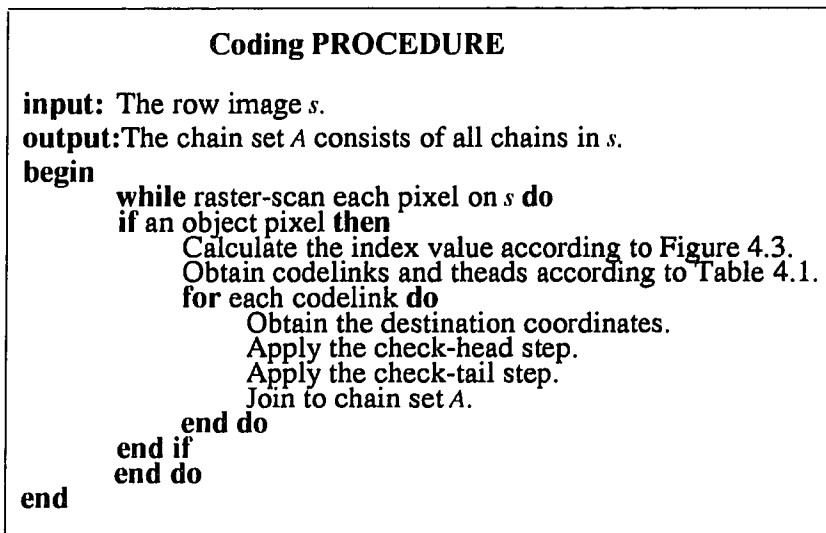 Coding PROCEDURE
input: The row image s.
output:The chain set A consists of all chains in s.
begin
while raster-scan each pixel on s do
if an object pixel then
Calculate the index value according to Figure 4.3.
Obtain codelinks and theads according to Table 4.1.
for each codelink do
Obtain the destination coordinates.
Apply the check-head step.
Apply the check-tail step.
Join to chain set A.
end do
end if
end do
end